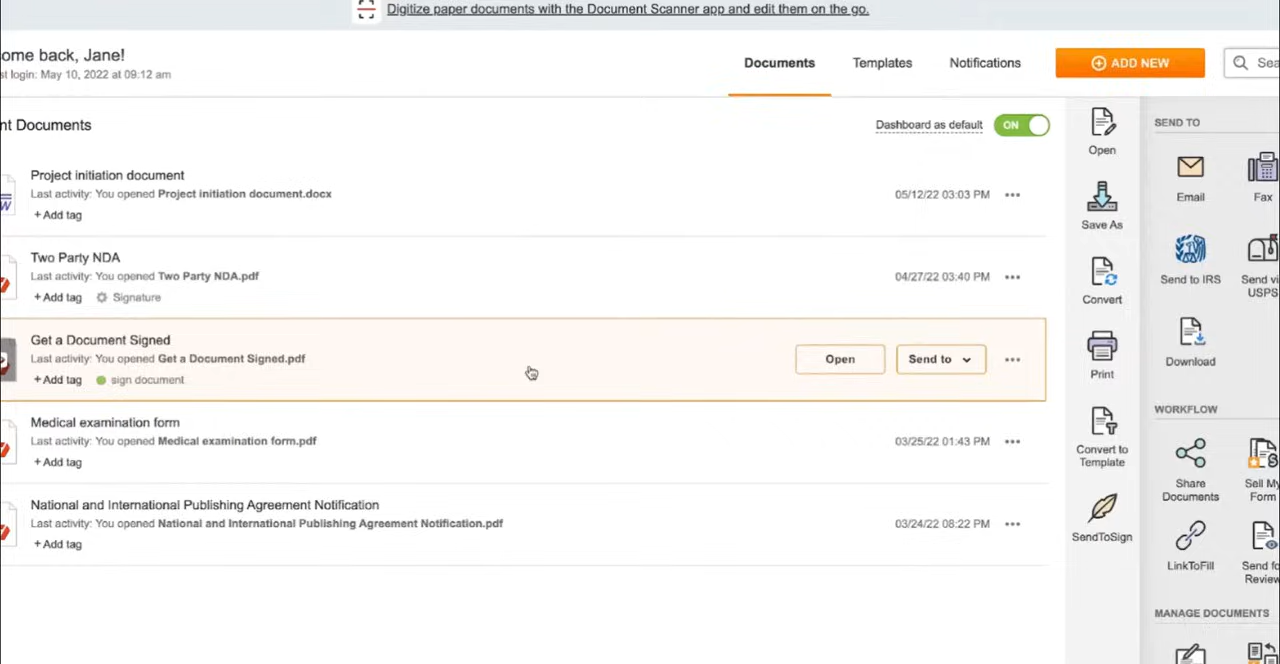 Digitize paper documents with the Document Scanner app and edit them on the go.
ome back, Jane!
st login: May 10, 2022 at 09:12 am
Documents
Templates
Notifications
ADD NEW
Sea
nt Documents
Dashboard as default
ON
Project initiation document
Last activity: You opened Project initiation document.docx
+ Add tag
05/12/22 03:03 PM
Two Party NDA
Last activity: You opened Two Party NDA.pdf
+ Add tag
Signature
04/27/22 03:40 PM
Get a Document Signed
Last activity: You opened Get a Document Signed.pdf
+ Add tag
sign document
Open
Send to
Medical examination form
Last activity: You opened Medical examination form.pdf
+ Add tag
03/25/22 01:43 PM
National and International Publishing Agreement Notification
Last activity: You opened National and International Publishing Agreement Notification.pdf
+ Add tag
03/24/22 08:22 PM
Open
Save As
Convert
Print
Convert to
Template
SendToSign
SEND TO
Email
Fax
Send to IRS
Send vi
USPS
Download
WORKFLOW
Share
Documents
Sell My
Form
LinkToFill
Send fo
Review
MANAGE DOCUMENTS